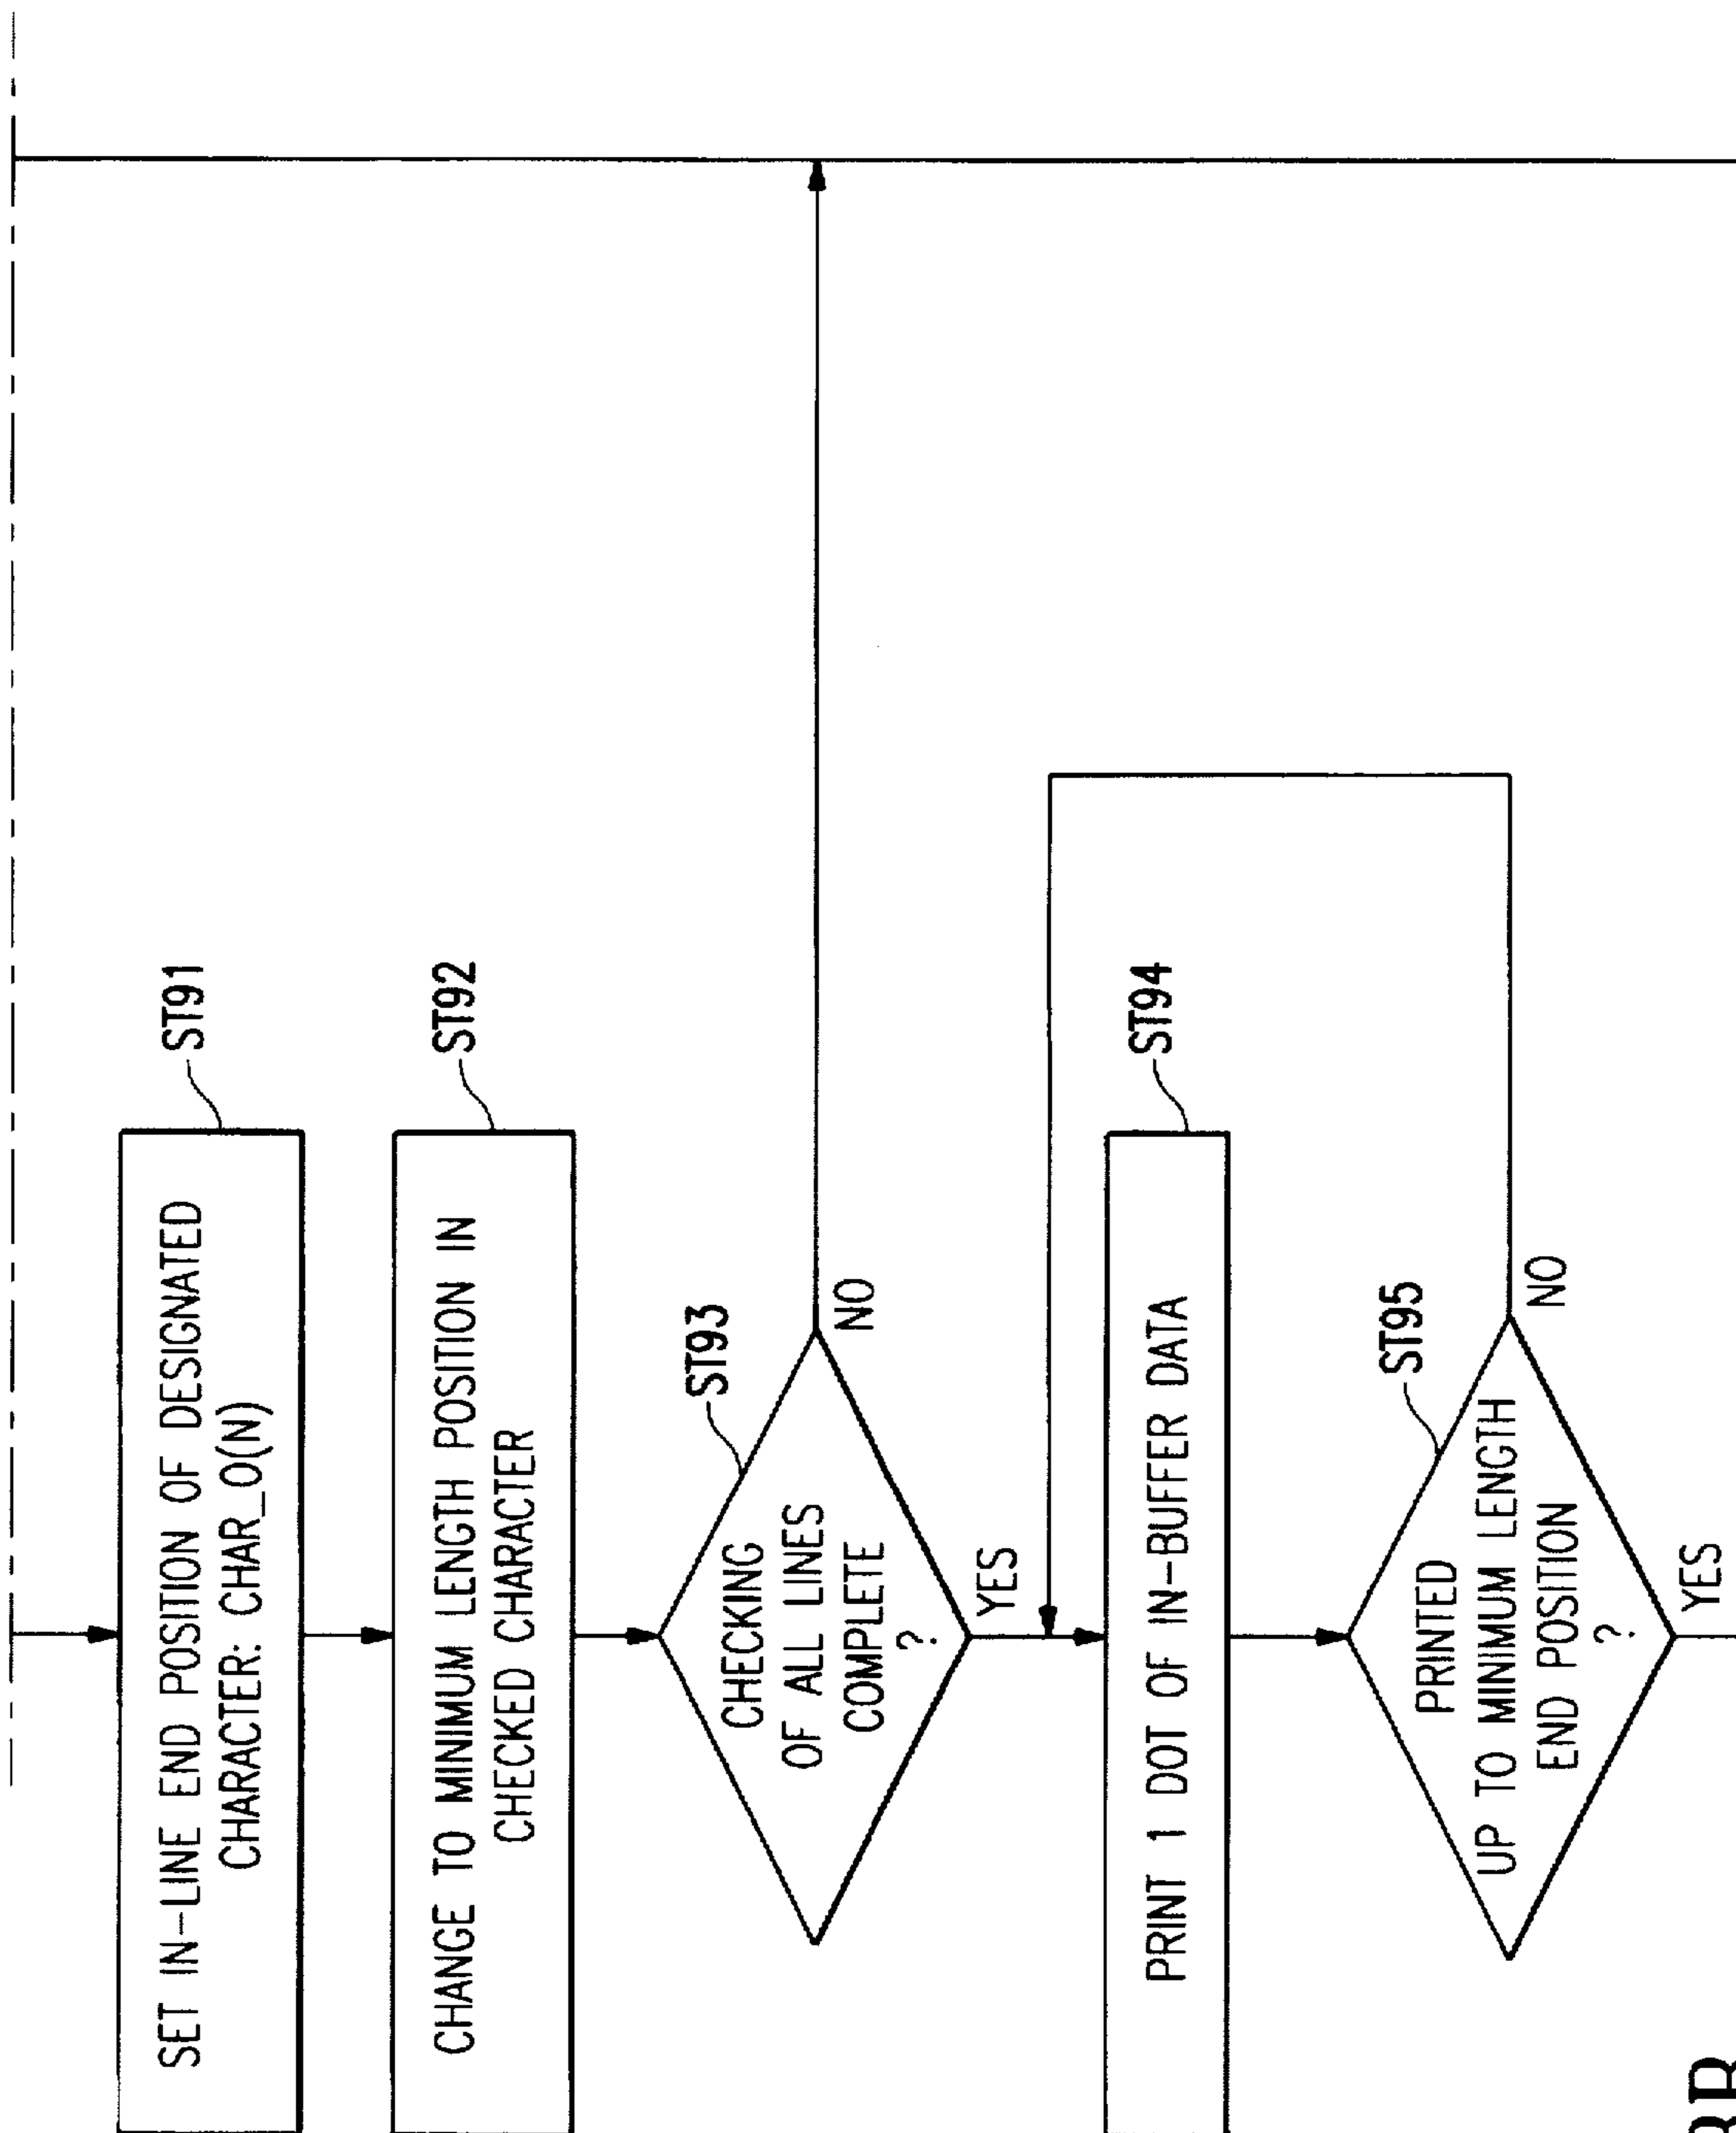 SET IN-LINE END POSITION OF DESIGNATED
CHARACTER: CHAR_O(N)
ST91
CHANGE TO MINIMUM LENGTH POSITION IN
CHECKED CHARACTER
ST92
CHECKING
OF ALL LINES
COMPLETE
?
ST93
NO
YES
PRINT 1 DOT OF IN-BUFFER DATA
ST94
PRINTED
UP TO MINIMUM LENGTH
END POSITION
?
ST95
NO
YES